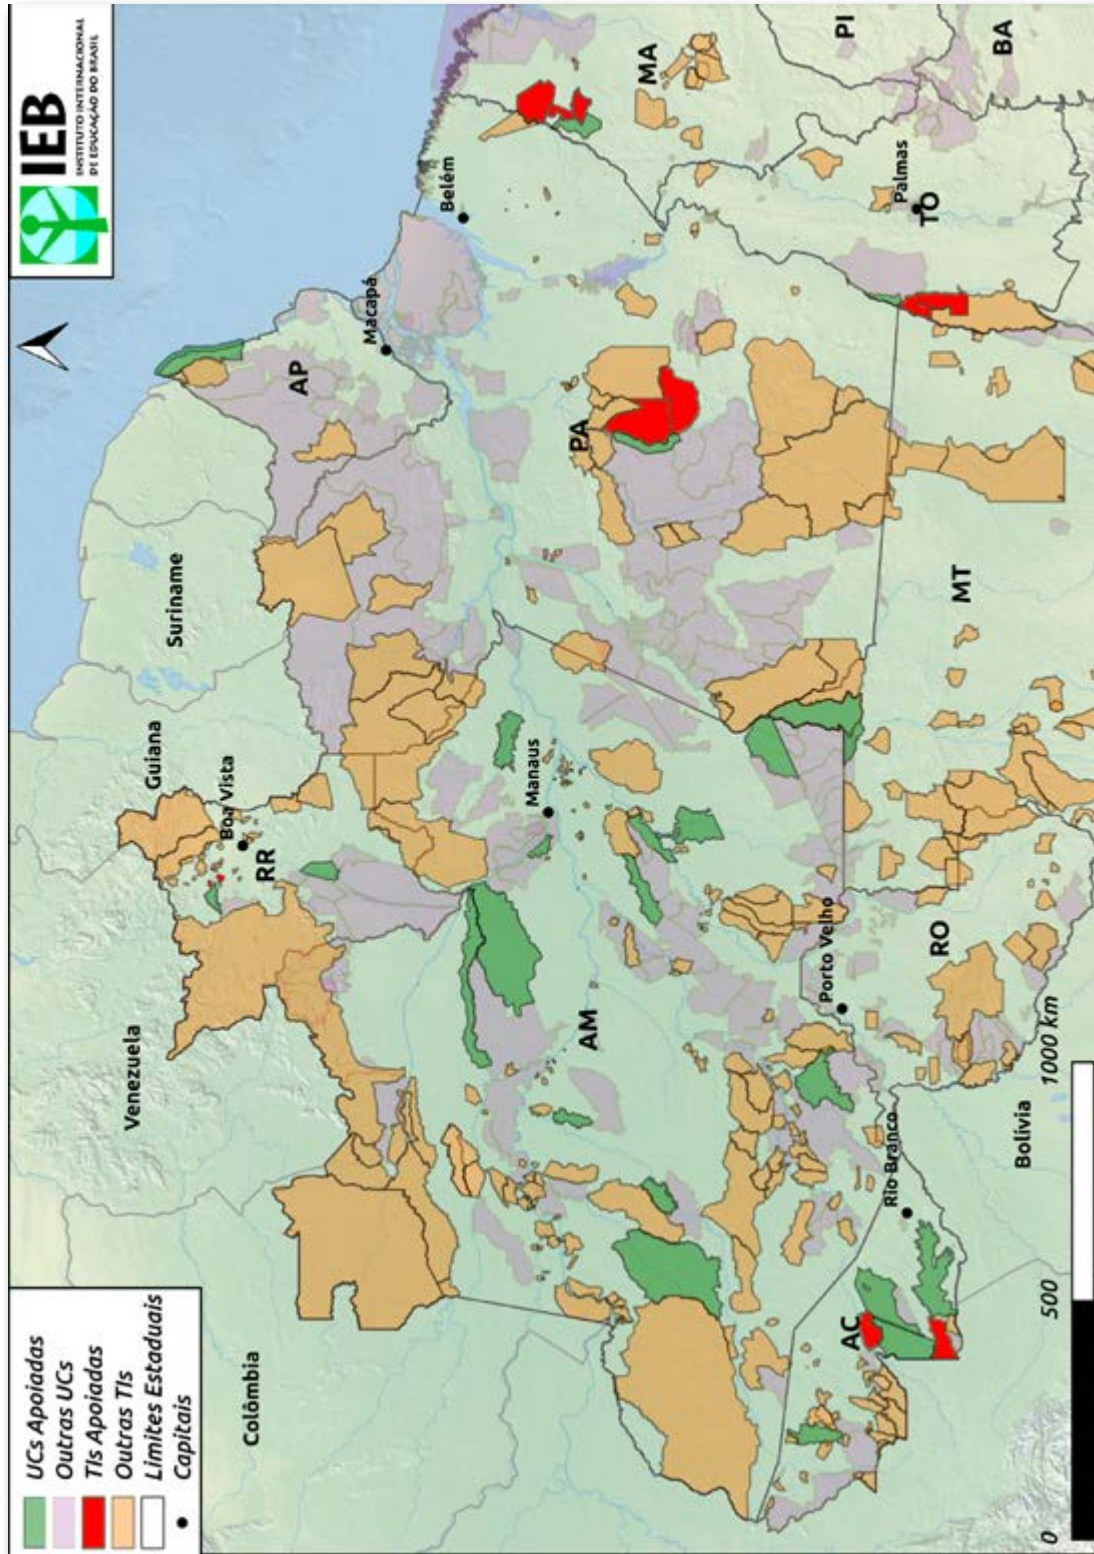 UCs Apoiadas
Outras UCs
TIs Apoiadas
Outras TIs
Limites Estaduais
Capitais
IEB
INSTITUTO INTERNACIONAL
DE EDUCAÇÃO DO BRASIL
Colômbia
Venezuela
Guiana
Suriname
Boa Vista
RR
AP
Macapá
Belém
Manaus
AM
PA
MA
PI
Porto Velho
RO
MT
Palmas
TO
BA
AC
Rio Branco
Bolívia
0
500
1000 km